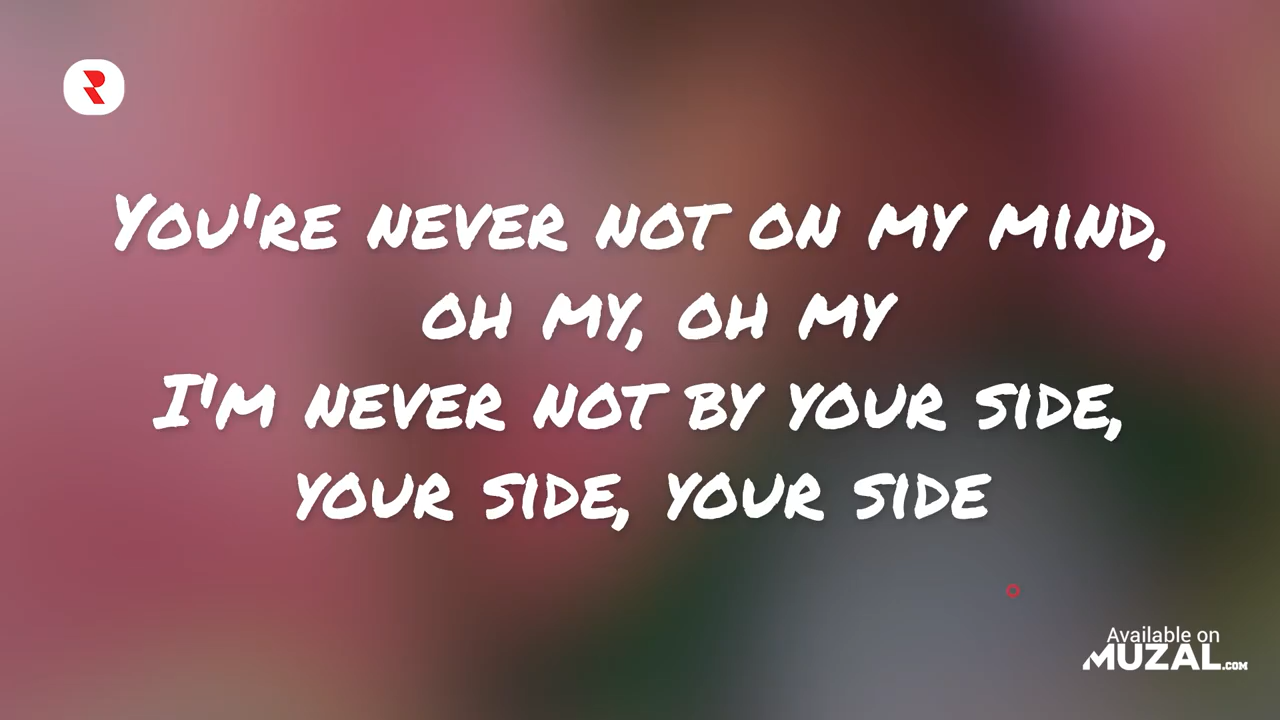 You're never not on my mind,
oh my, oh my
I'm never not by your side,
your side, your side
Available on
MUZAL.COM